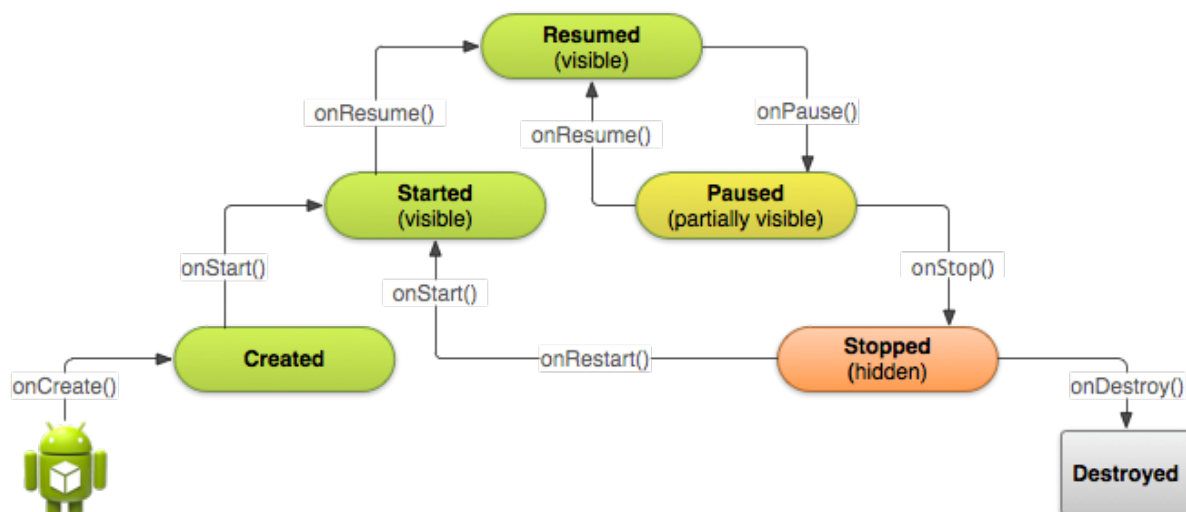 Resumed
(visible)
onResume()
onResume()
onPause()
Started
(visible)
Paused
(partially visible)
onStart()
onStart()
onStop()
Created
onRestart()
Stopped
(hidden)
onCreate()
onDestroy()
Destroyed